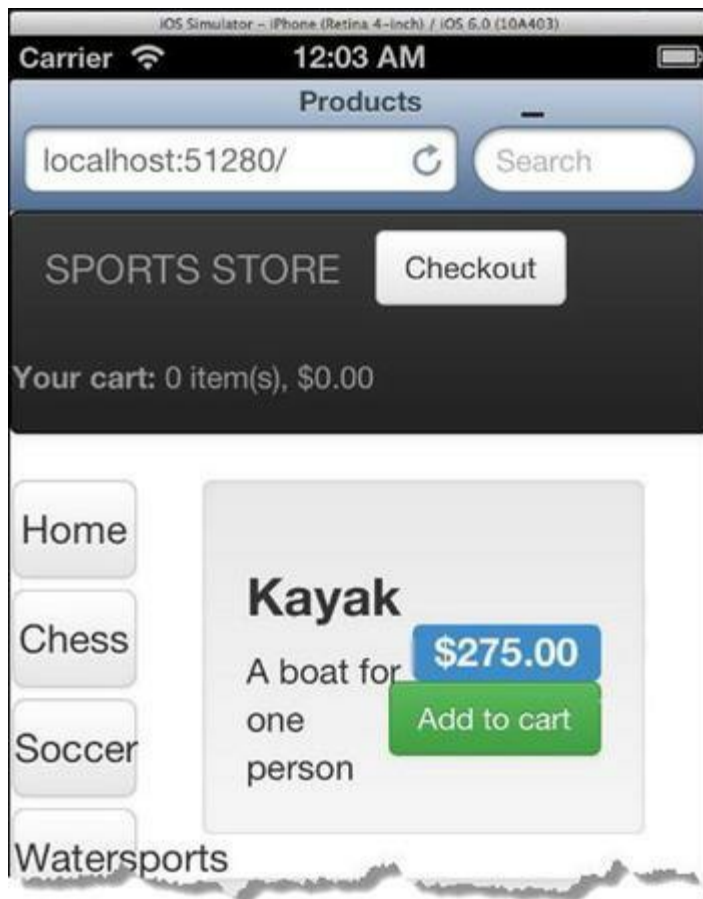 iOS Simulator – iPhone (Retina 4-inch) / iOS 6.0 (10A403)
Carrier 12:03 AM
Products
localhost:51280/ Search
SPORTS STORE Checkout
Your cart: 0 item(s), $0.00
Home
Chess
Soccer
Watersports
Kayak
$275.00
A boat for
one
person
Add to cart